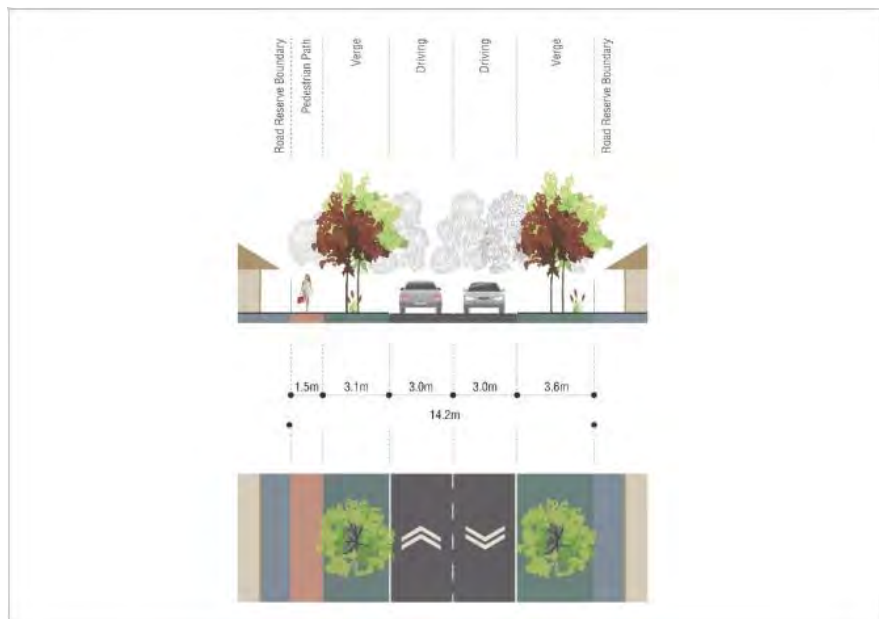 Road Reserve Boundary
Pedestrian Path
Verge
Driving
Driving
Verge
Road Reserve Boundary
1.5m
3.1m
3.0m
3.0m
3.6m
14.2m